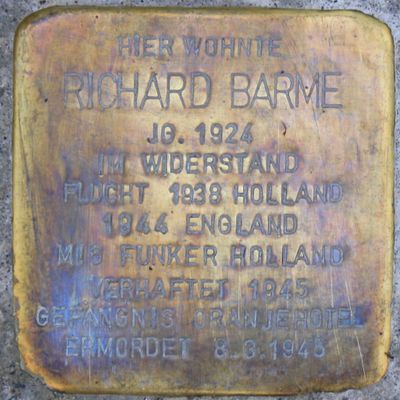 HIER WOHNTE
RICHARD BARME
JG. 1924
IM WIDERSTAND
FLUCHT 1938 HOLLAND
1944 ENGLAND
MI9 FUNKER HOLLAND
VERHAFTET 1945
GEFÄNGNIS ORANJEHOTEL
ERMORDET 8.3.1945